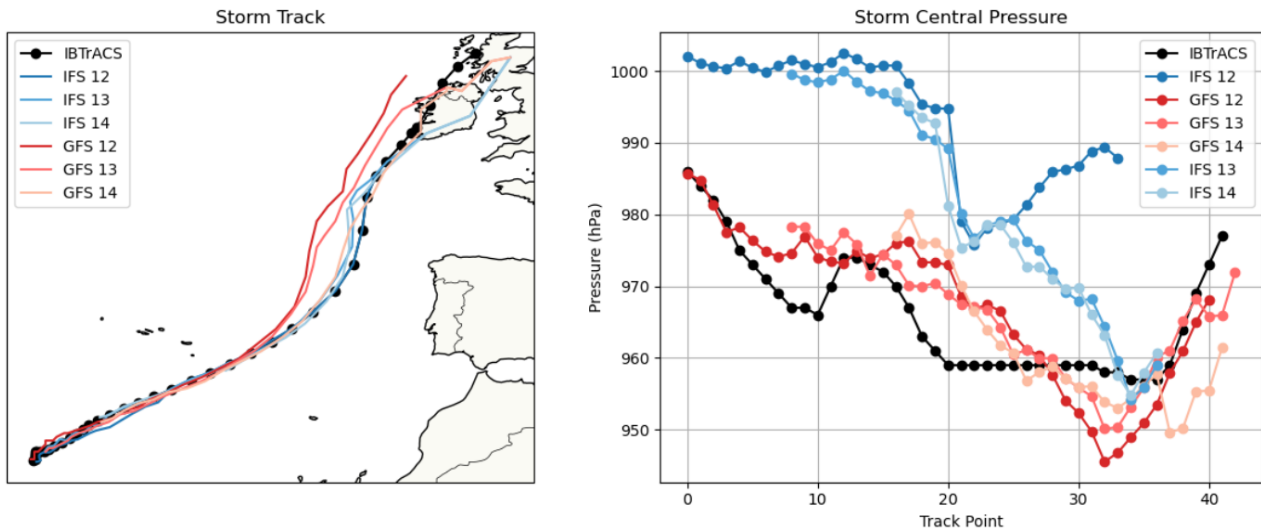 Storm Track
IBTrACS
IFS 12
IFS 13
IFS 14
GFS 12
GFS 13
GFS 14
Storm Central Pressure
Pressure (hPa)
1000
990
980
970
960
950
0
10
20
30
40
Track Point
IBTrACS
IFS 12
GFS 12
GFS 13
GFS 14
IFS 13
IFS 14